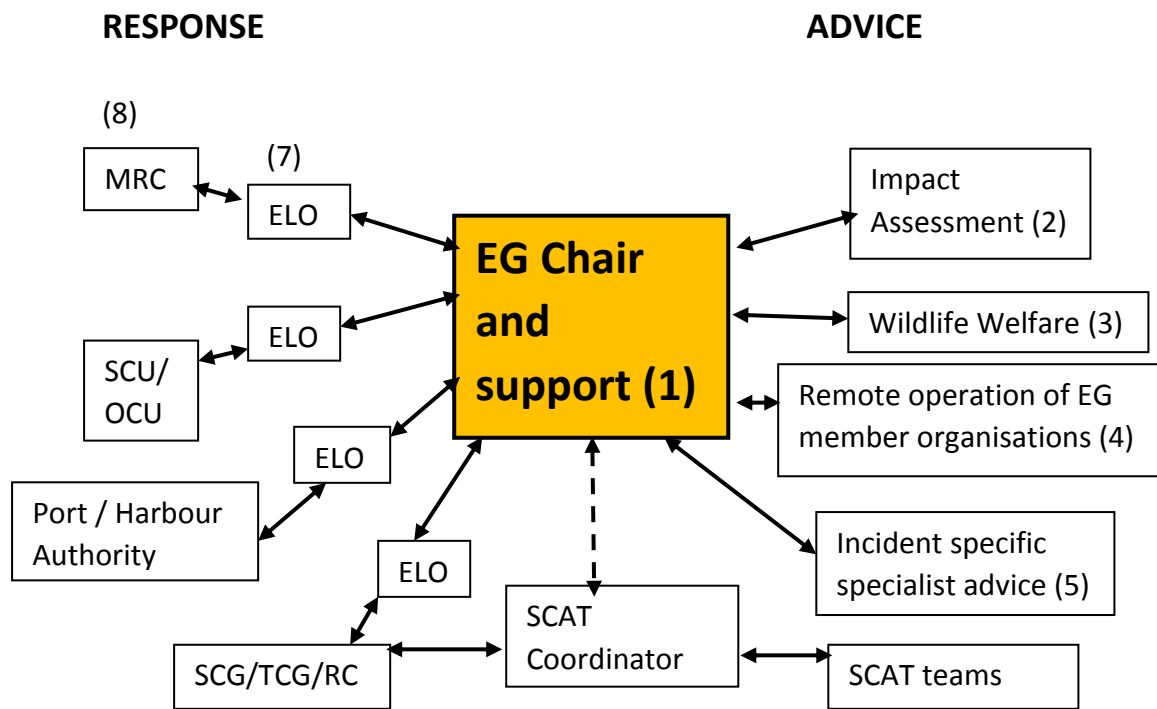 RESPONSE
ADVICE
(8)
MRC
(7)
ELO
EG Chair
and
support (1)
Impact
Assessment (2)
ELO
Wildlife Welfare (3)
SCU/
OCU
Remote operation of EG
member organisations (4)
ELO
Port / Harbour
Authority
Incident specific
specialist advice (5)
ELO
SCAT
Coordinator
SCG/TCG/RC
SCAT teams